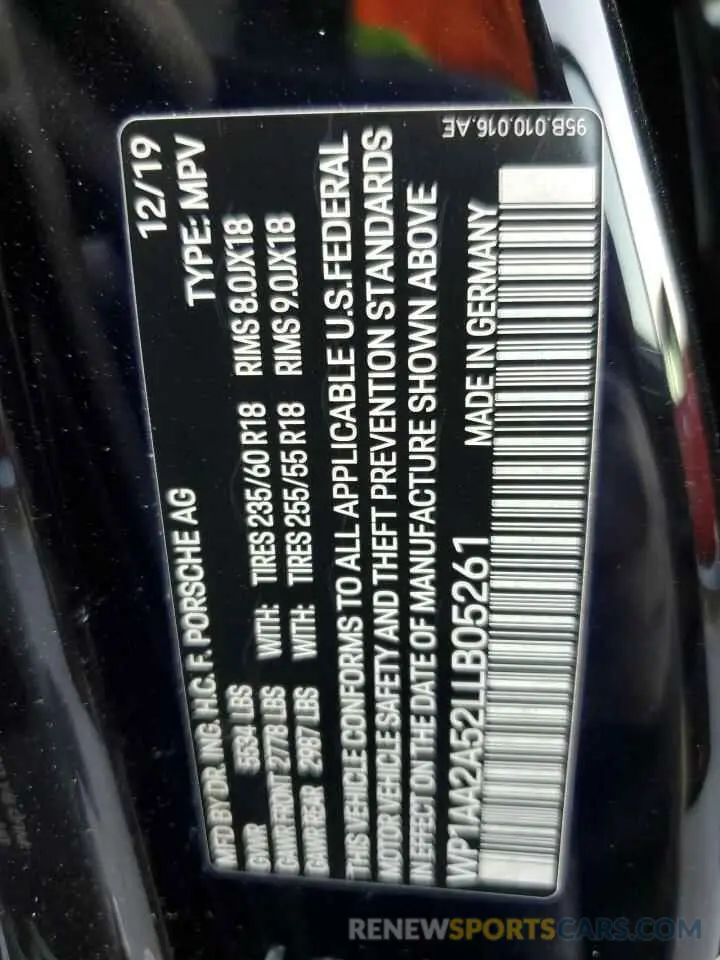 MFD BY DR. ING. H.C. F. PORSCHE AG 12/19
GVWR 5534 LBS TYPE: MPV
GAWR FRONT 2778 LBS WITH: TIRES 235/60 R18 RIMS 8.0JX18
GAWR REAR 2987 LBS WITH: TIRES 255/55 R18 RIMS 9.0JX18
THIS VEHICLE CONFORMS TO ALL APPLICABLE U.S.FEDERAL
MOTOR VEHICLE SAFETY AND THEFT PREVENTION STANDARDS
IN EFFECT ON THE DATE OF MANUFACTURE SHOWN ABOVE
WP1AA2A52LLB05261 MADE IN GERMANY
95B.010.016.AE
RENEWSPORTSCARS.COM